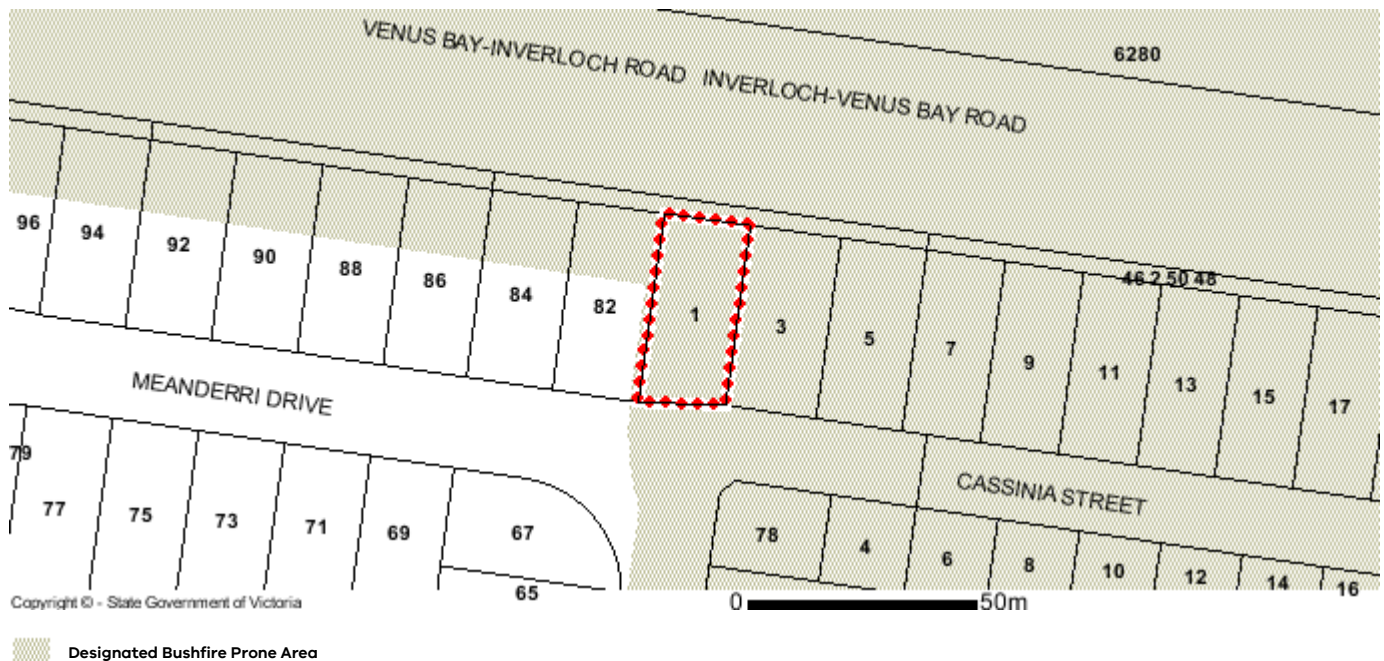 6280
VENUS BAY-INVERLOCH ROAD INVERLOCH-VENUS BAY ROAD
96 94 92 90 88 86 84 82 1 3 5 7 9 11 13 15 17
46 2 50 48
MEANDERRI DRIVE
CASSINIA STREET
79 77 75 73 71 69 67 65
78 4 6 8 10 12 14 16
Copyright © - State Government of Victoria
0 50m
Designated Bushfire Prone Area